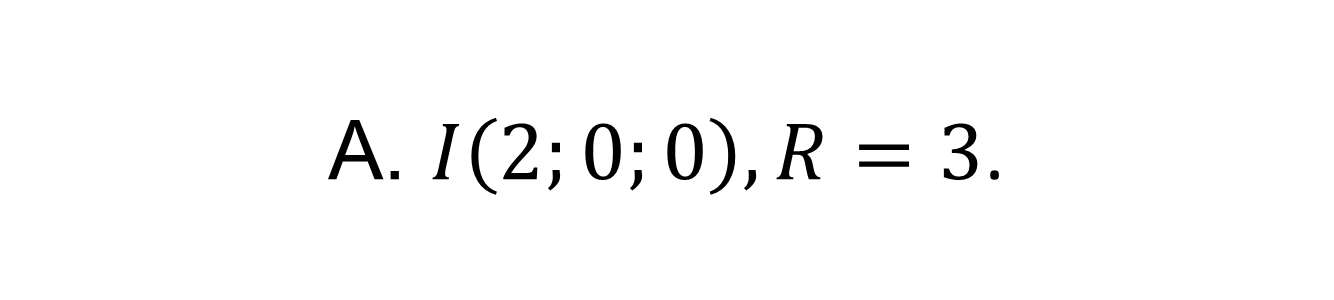 A. I(2; 0; 0), R = 3.